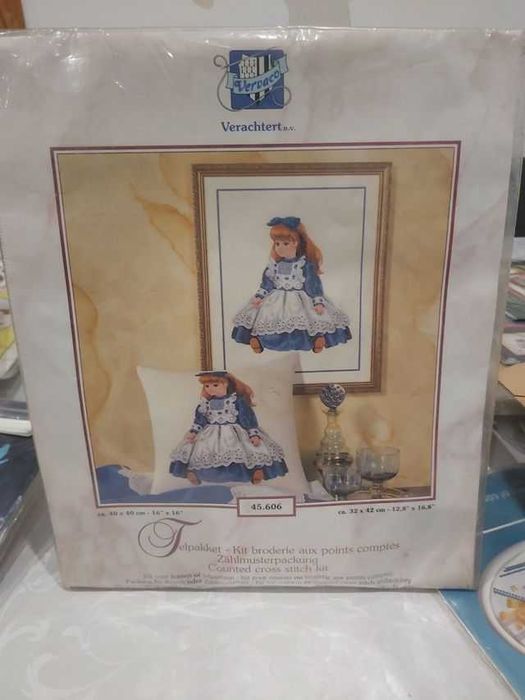 Vervaco
Verachtert B.V.
ca. 40 x 40 cm - 16" x 16"
45.606
ca. 32 x 42 cm - 12,8" x 16,8"
Telpakket - Kit broderie aux points comptés
Zählmusterpackung
Counted cross stitch kit